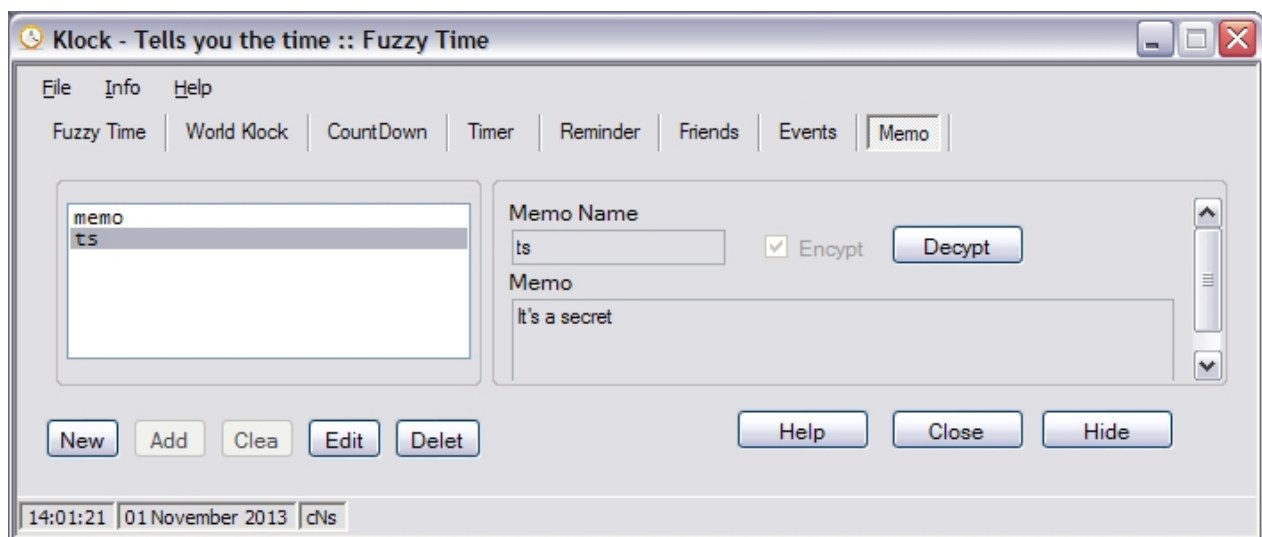 Klock - Tells you the time :: Fuzzy Time
File Info Help
Fuzzy Time World Klock CountDown Timer Reminder Friends Events Memo
memo
ts
Memo Name
ts Encypt Decypt
Memo
It's a secret
New Add Clea Edit Delet Help Close Hide
14:01:21 01 November 2013 cNs